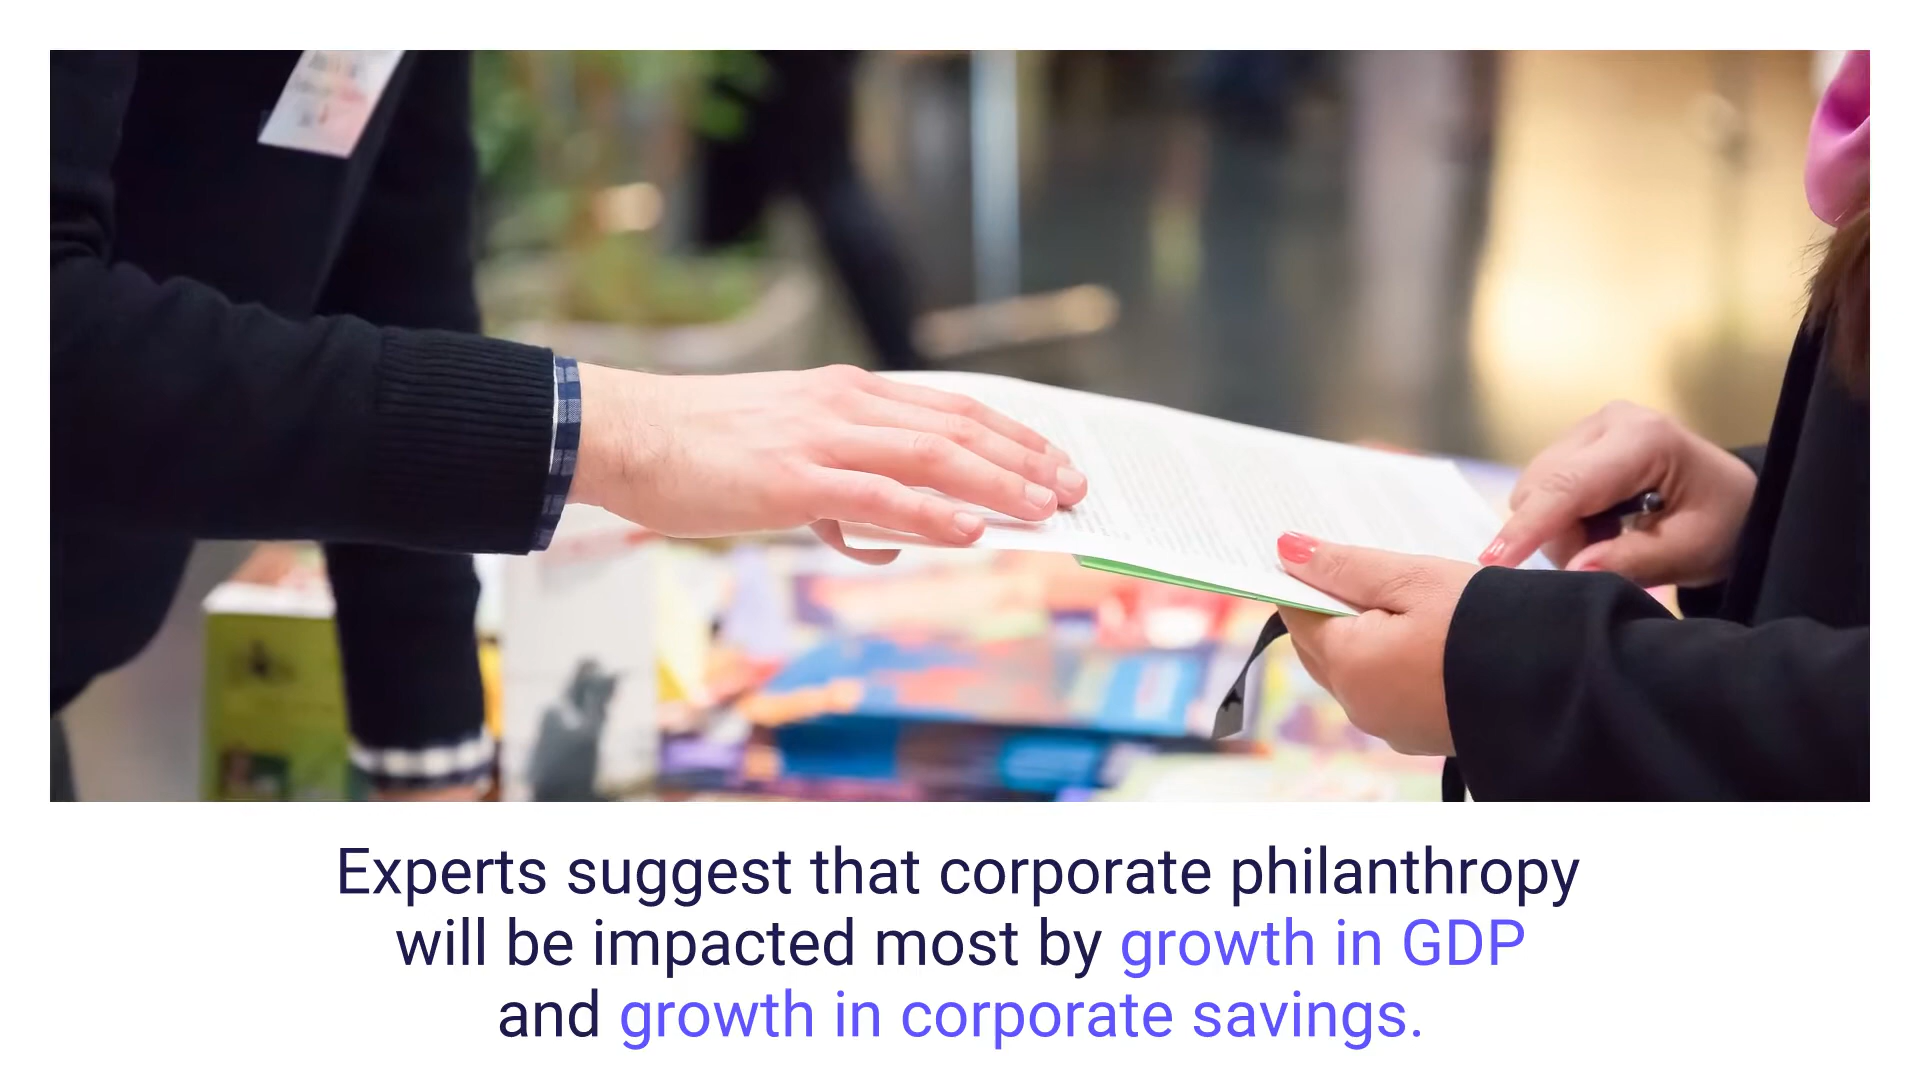 Experts suggest that corporate philanthropy
will be impacted most by growth in GDP
and growth in corporate savings.